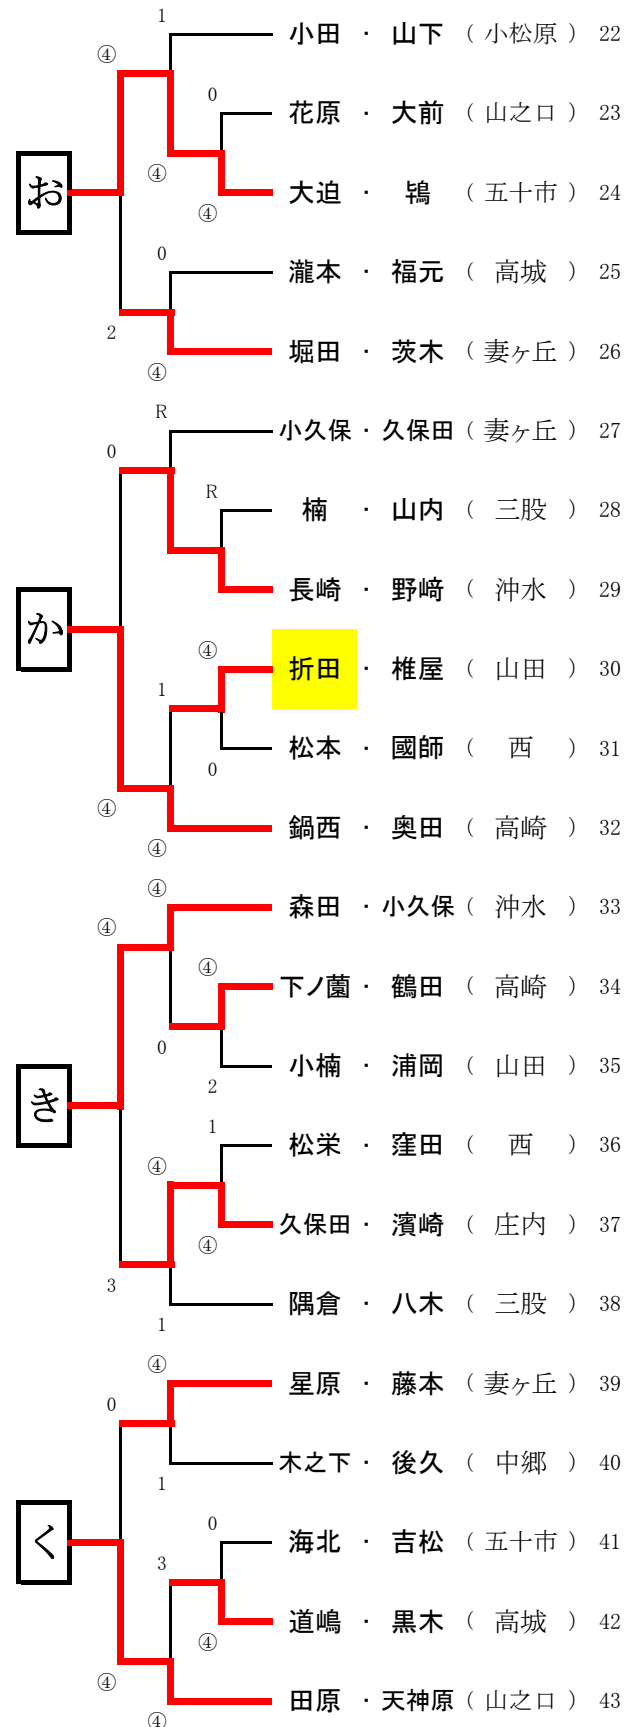 1
小田 ・ 山下 （ 小松原 ） 22
④
0
花原 ・ 大前 （ 山之口 ） 23
④
お
大迫 ・ 鴇 （ 五十市 ） 24
④
0
瀧本 ・ 福元 （ 高城 ） 25
2
堀田 ・ 茨木 （ 妻ヶ丘 ） 26
④
R
小久保 ・ 久保田 （ 妻ヶ丘 ） 27
0
R
楠 ・ 山内 （ 三股 ） 28
長崎 ・ 野﨑 （ 沖水 ） 29
か
④
折田 ・ 椎屋 （ 山田 ） 30
1
松本 ・ 國師 （ 西 ） 31
0
④
鍋西 ・ 奥田 （ 高崎 ） 32
④
④
森田 ・ 小久保 （ 沖水 ） 33
④
④
下ノ薗 ・ 鶴田 （ 高崎 ） 34
0
小楠 ・ 浦岡 （ 山田 ） 35
2
き
1
松栄 ・ 窪田 （ 西 ） 36
④
久保田 ・ 濱崎 （ 庄内 ） 37
④
3
隅倉 ・ 八木 （ 三股 ） 38
1
④
星原 ・ 藤本 （ 妻ヶ丘 ） 39
0
木之下 ・ 後久 （ 中郷 ） 40
1
0
く
海北 ・ 吉松 （ 五十市 ） 41
3
道嶋 ・ 黒木 （ 高城 ） 42
④
④
田原 ・ 天神原 （ 山之口 ） 43
④